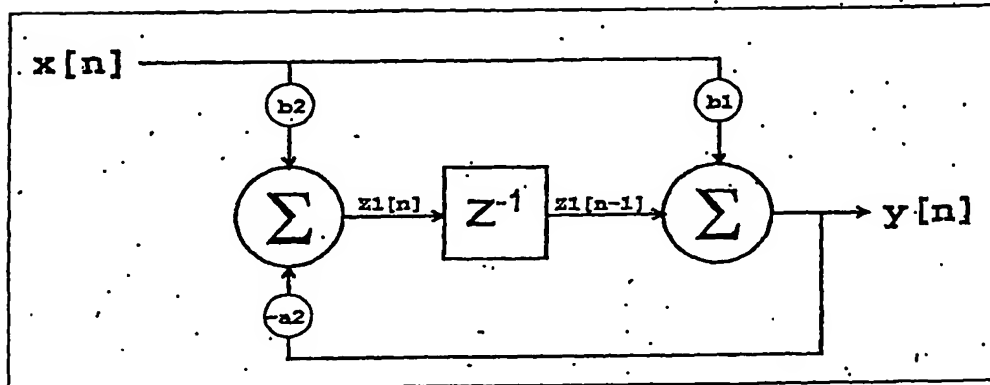 x[n]
b2
b1
Σ
z1[n]
Z-1
z1[n-1]
Σ
y[n]
-a2